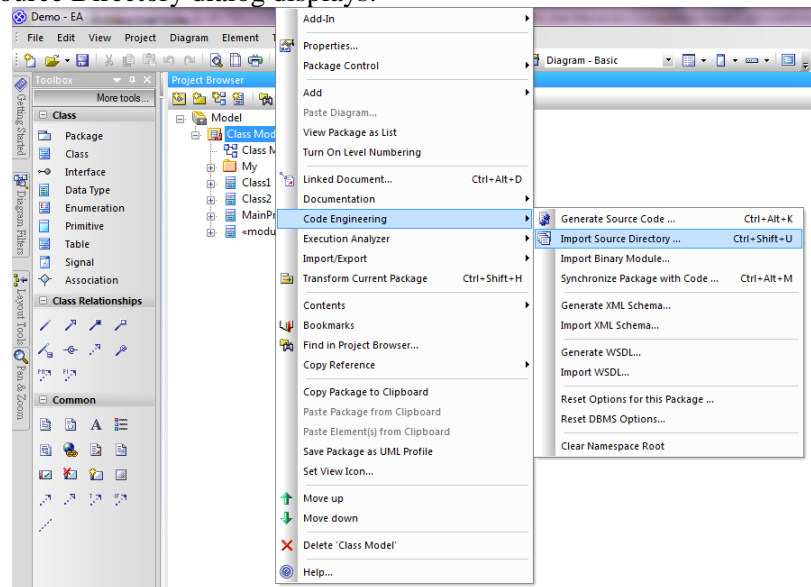 ource Directory dialog displays.
Demo - EA
File Edit View Project Diagram Element
Diagram - Basic
Toolbox
More tools...
Class
Package
Class
Interface
Data Type
Enumeration
Primitive
Table
Signal
Association
Class Relationships
Common
Getting Started
Diagram Filters
Layout Tools
Pan & Zoom
Project Browser
Model
Class Mod
Class M
My
Class1
Class2
MainPr
«modu
Add-In
Properties...
Package Control
Add
Paste Diagram...
View Package as List
Turn On Level Numbering
Linked Document... Ctrl+Alt+D
Documentation
Code Engineering
Execution Analyzer
Import/Export
Transform Current Package Ctrl+Shift+H
Contents
Bookmarks
Find in Project Browser...
Copy Reference
Copy Package to Clipboard
Paste Package from Clipboard
Paste Element(s) from Clipboard
Save Package as UML Profile
Set View Icon...
Move up
Move down
Delete 'Class Model'
Help...
Generate Source Code ... Ctrl+Alt+K
Import Source Directory ... Ctrl+Shift+U
Import Binary Module...
Synchronize Package with Code ... Ctrl+Alt+M
Generate XML Schema...
Import XML Schema...
Generate WSDL...
Import WSDL...
Reset Options for this Package ...
Reset DBMS Options...
Clear Namespace Root